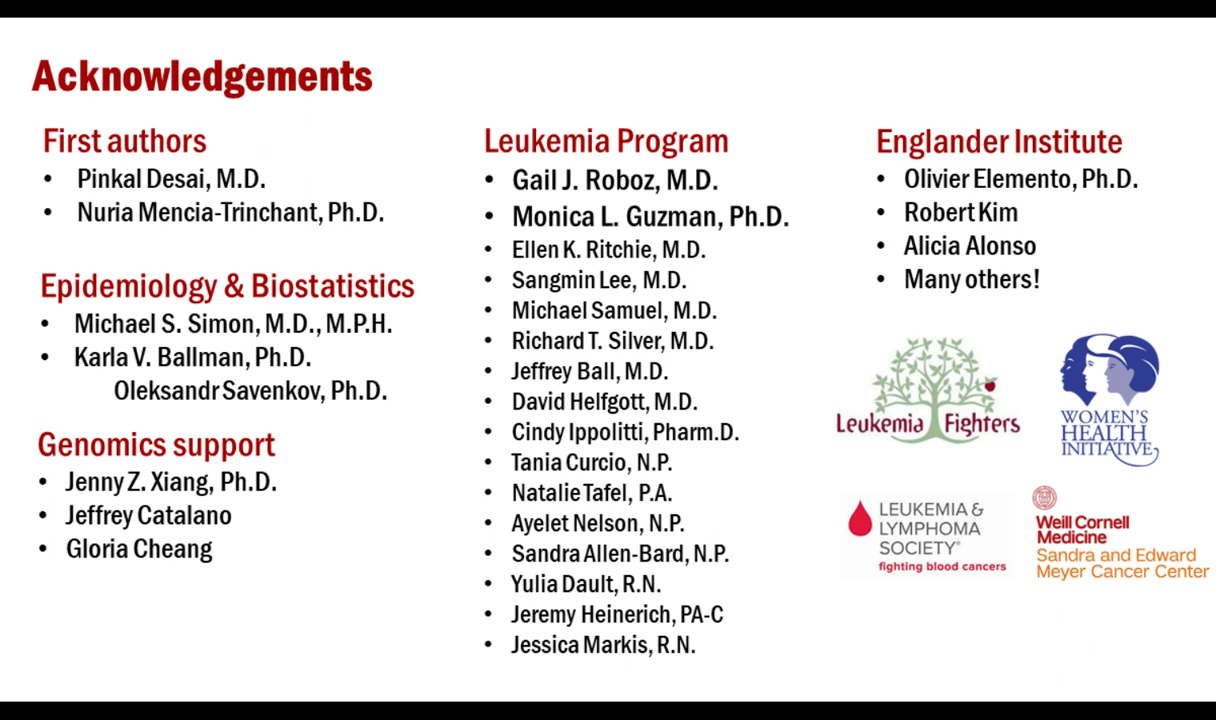 Acknowledgements
First authors
• Pinkal Desai, M.D.
• Nuria Mencia-Trinchant, Ph.D.
Epidemiology & Biostatistics
• Michael S. Simon, M.D., M.P.H.
• Karla V. Ballman, Ph.D.
Oleksandr Savenkov, Ph.D.
Genomics support
• Jenny Z. Xiang, Ph.D.
• Jeffrey Catalano
• Gloria Cheang
Leukemia Program
• Gail J. Roboz, M.D.
• Monica L. Guzman, Ph.D.
• Ellen K. Ritchie, M.D.
• Sangmin Lee, M.D.
• Michael Samuel, M.D.
• Richard T. Silver, M.D.
• Jeffrey Ball, M.D.
• David Helfgott, M.D.
• Cindy Ippolitti, Pharm.D.
• Tania Curcio, N.P.
• Natalie Tafel, P.A.
• Ayelet Nelson, N.P.
• Sandra Allen-Bard, N.P.
• Yulia Dault, R.N.
• Jeremy Heinerich, PA-C
• Jessica Markis, R.N.
Englander Institute
• Olivier Elemento, Ph.D.
• Robert Kim
• Alicia Alonso
• Many others!
Leukemia Fighters
WOMEN'S
HEALTH
INITIATIVE
LEUKEMIA &
LYMPHOMA
SOCIETY®
fighting blood cancers
Weill Cornell
Medicine
Sandra and Edward
Meyer Cancer Center